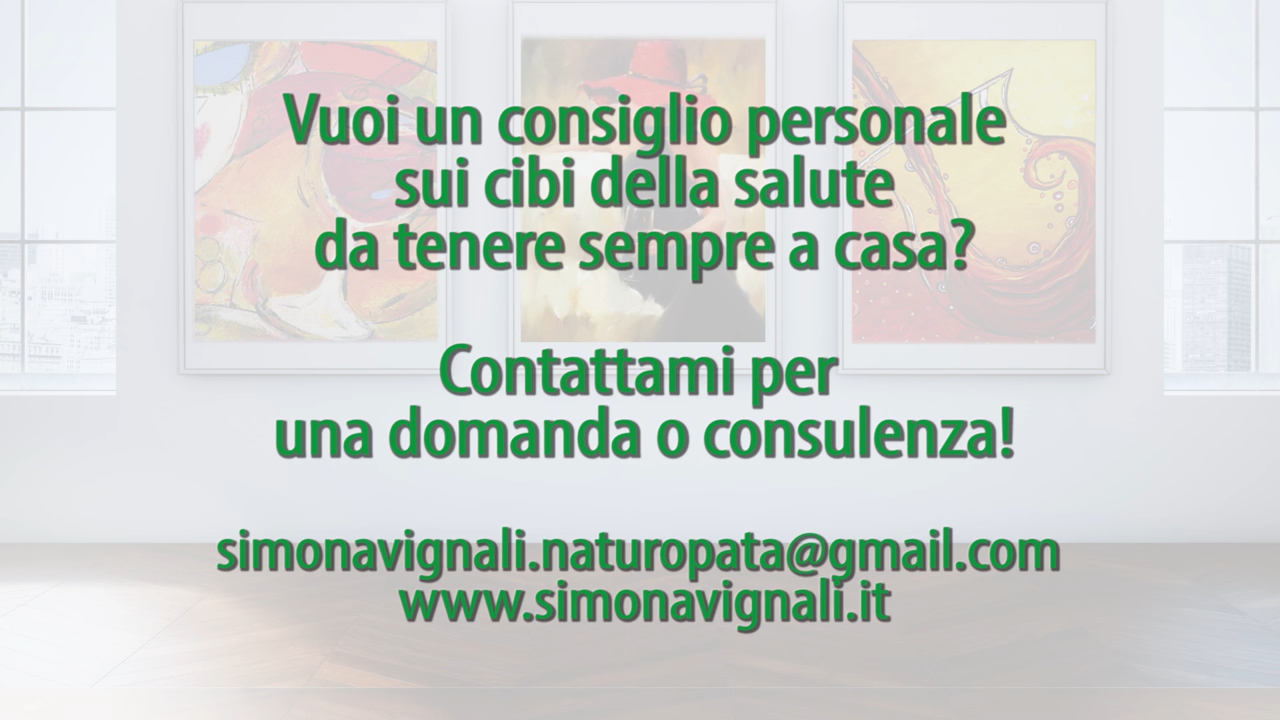 Vuoi un consiglio personale
sui cibi della salute
da tenere sempre a casa?
Contattami per
una domanda o consulenza!
simonavignali.naturopata@gmail.com
www.simonavignali.it